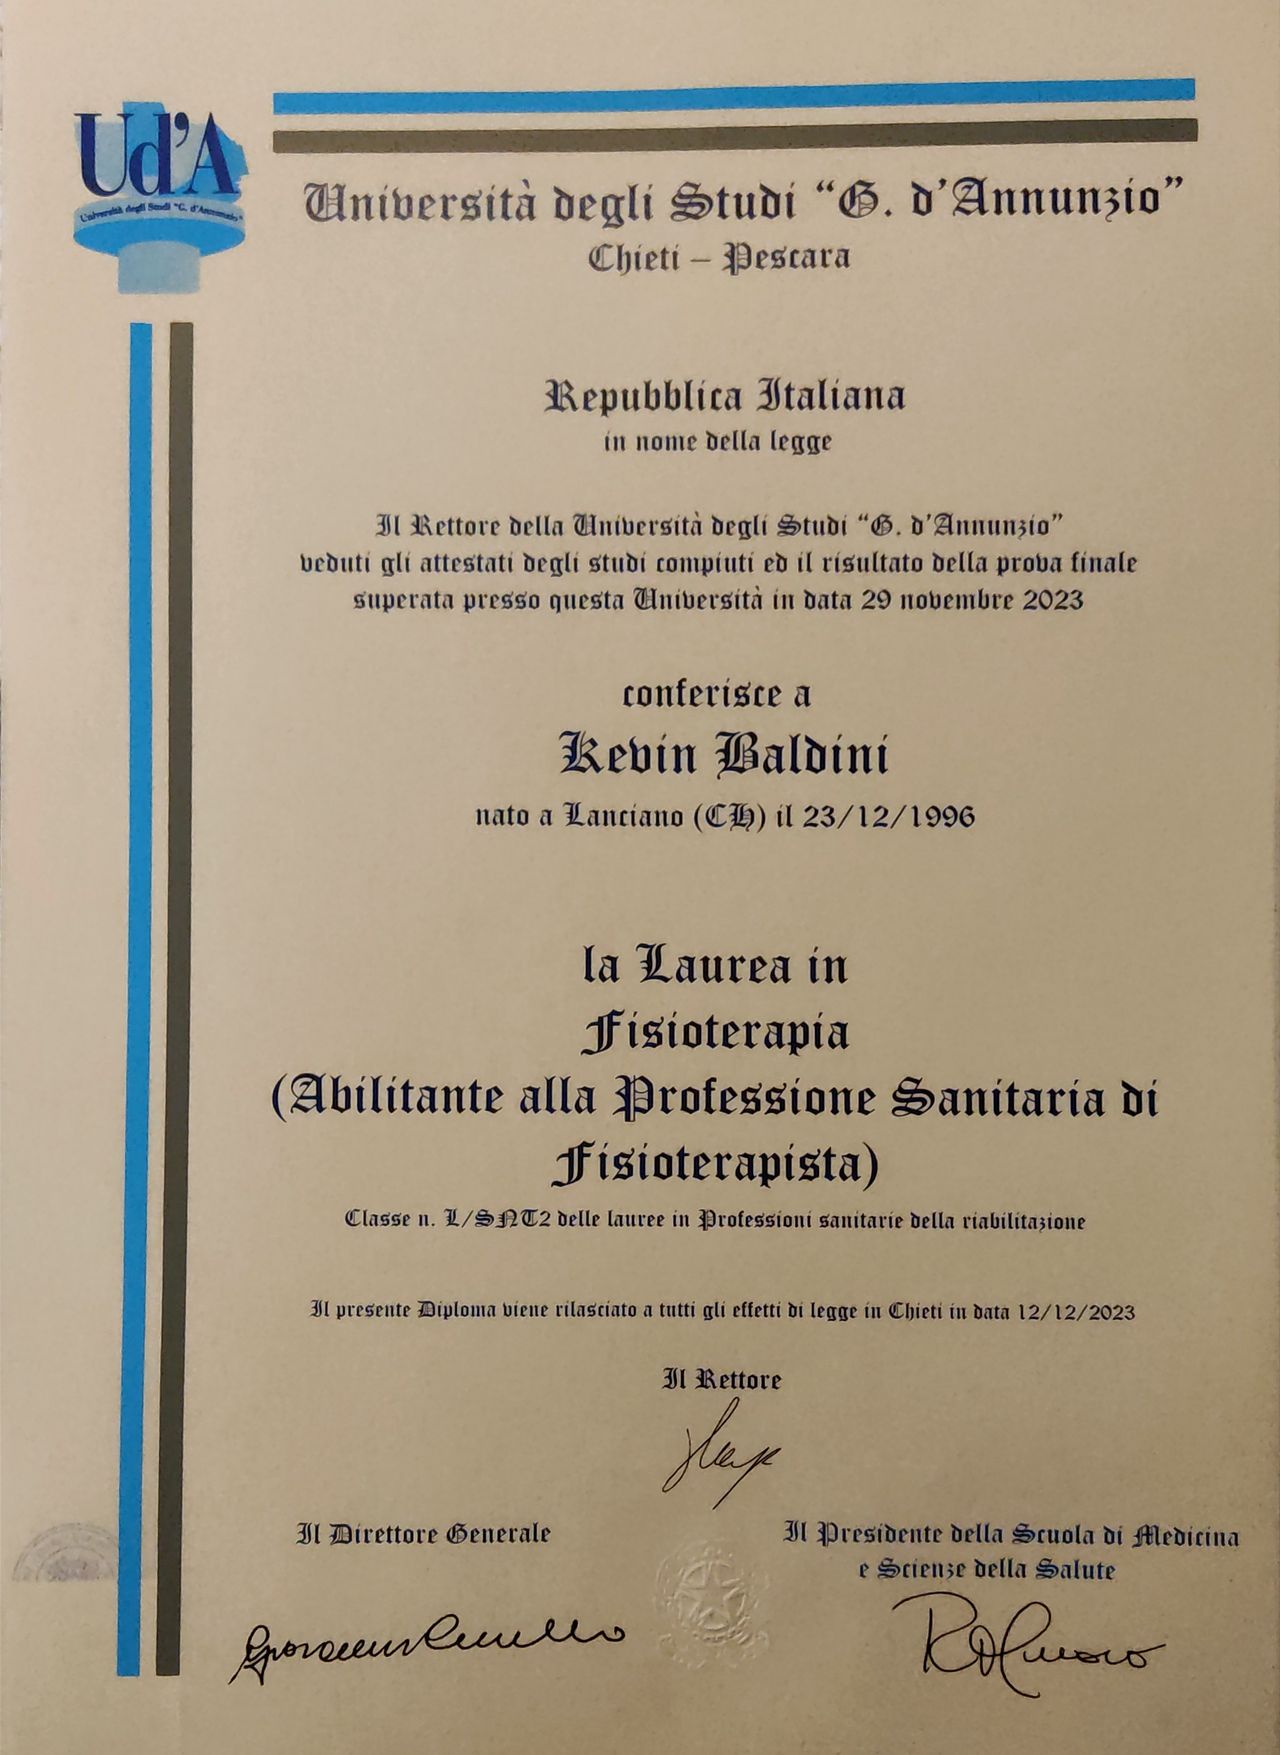 Ud'A
Università degli Studi "G. d'Annunzio"
Università degli Studi “G. d’Annunzio”
Chieti – Pescara
Repubblica Italiana
in nome della legge
Il Rettore della Università degli Studi “G. d’Annunzio”
veduti gli attestati degli studi compiuti ed il risultato della prova finale
superata presso questa Università in data 29 novembre 2023
conferisce a
Kevin Baldini
nato a Lanciano (CH) il 23/12/1996
la Laurea in
Fisioterapia
(Abilitante alla Professione Sanitaria di
Fisioterapista)
Classe n. L/SNT2 delle lauree in Professioni sanitarie della riabilitazione
Il presente Diploma viene rilasciato a tutti gli effetti di legge in Chieti in data 12/12/2023
Il Rettore
Il Direttore Generale
Il Presidente della Scuola di Medicina
e Scienze della Salute